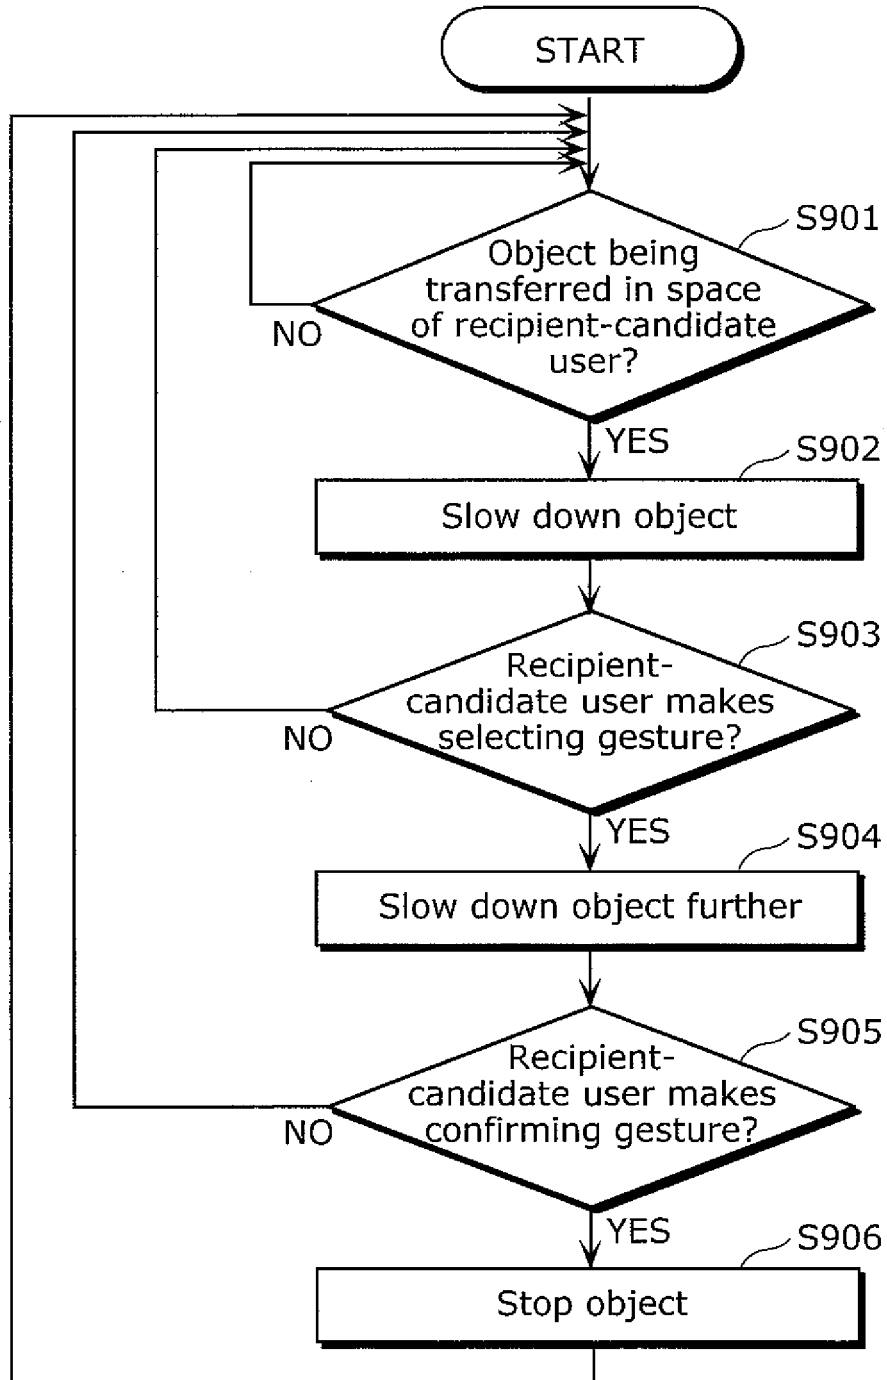 START
S901
Object being
transferred in space
of recipient-candidate
user?
NO
YES
S902
Slow down object
S903
Recipient-
candidate user makes
selecting gesture?
NO
YES
S904
Slow down object further
S905
Recipient-
candidate user makes
confirming gesture?
NO
YES
S906
Stop object